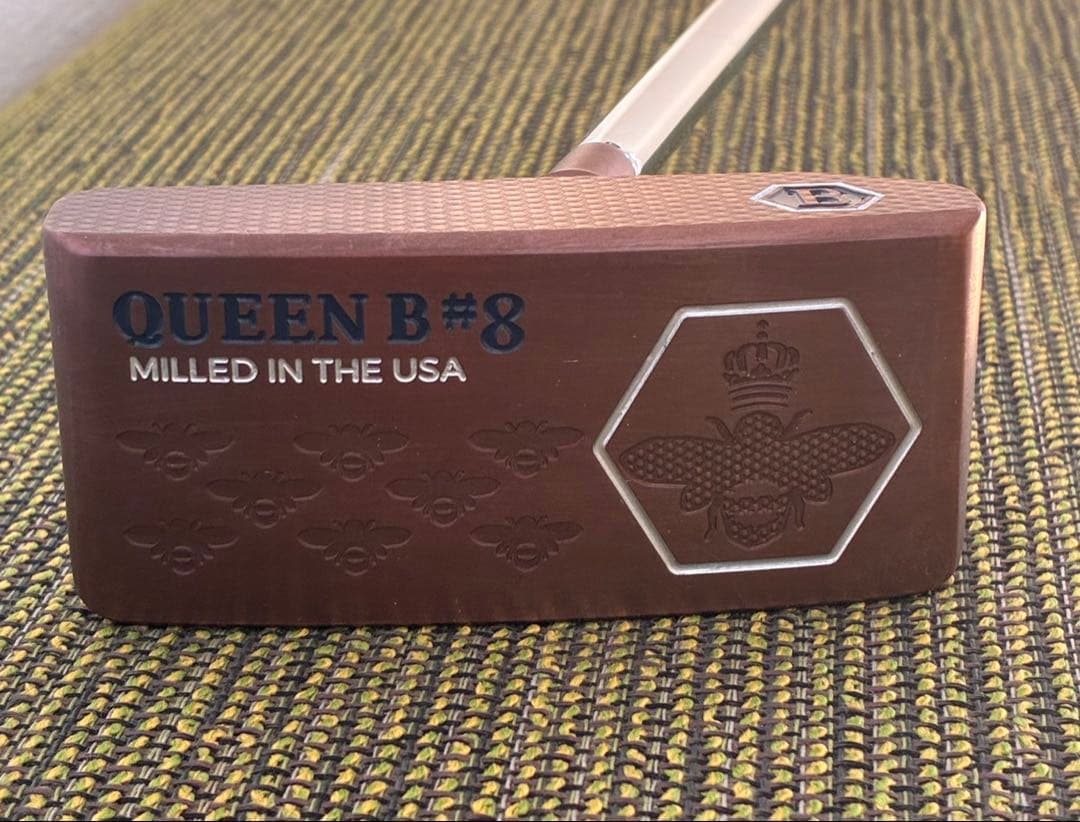 B
QUEEN B #8
MILLED IN THE USA